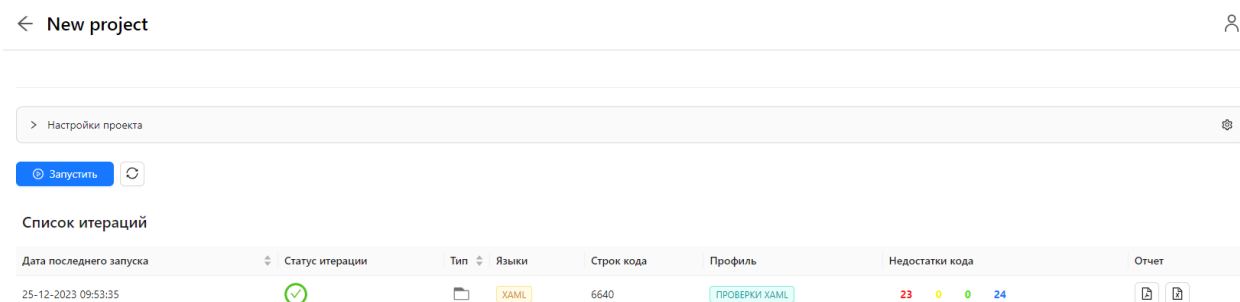 New project
Настройки проекта
Запустить
Список итераций
Дата последнего запуска Статус итерации Тип Языки Строк кода Профиль Недостатки кода Отчет
25-12-2023 09:53:35 XAML 6640 ПРОВЕРКИ XAML 23 0 0 24